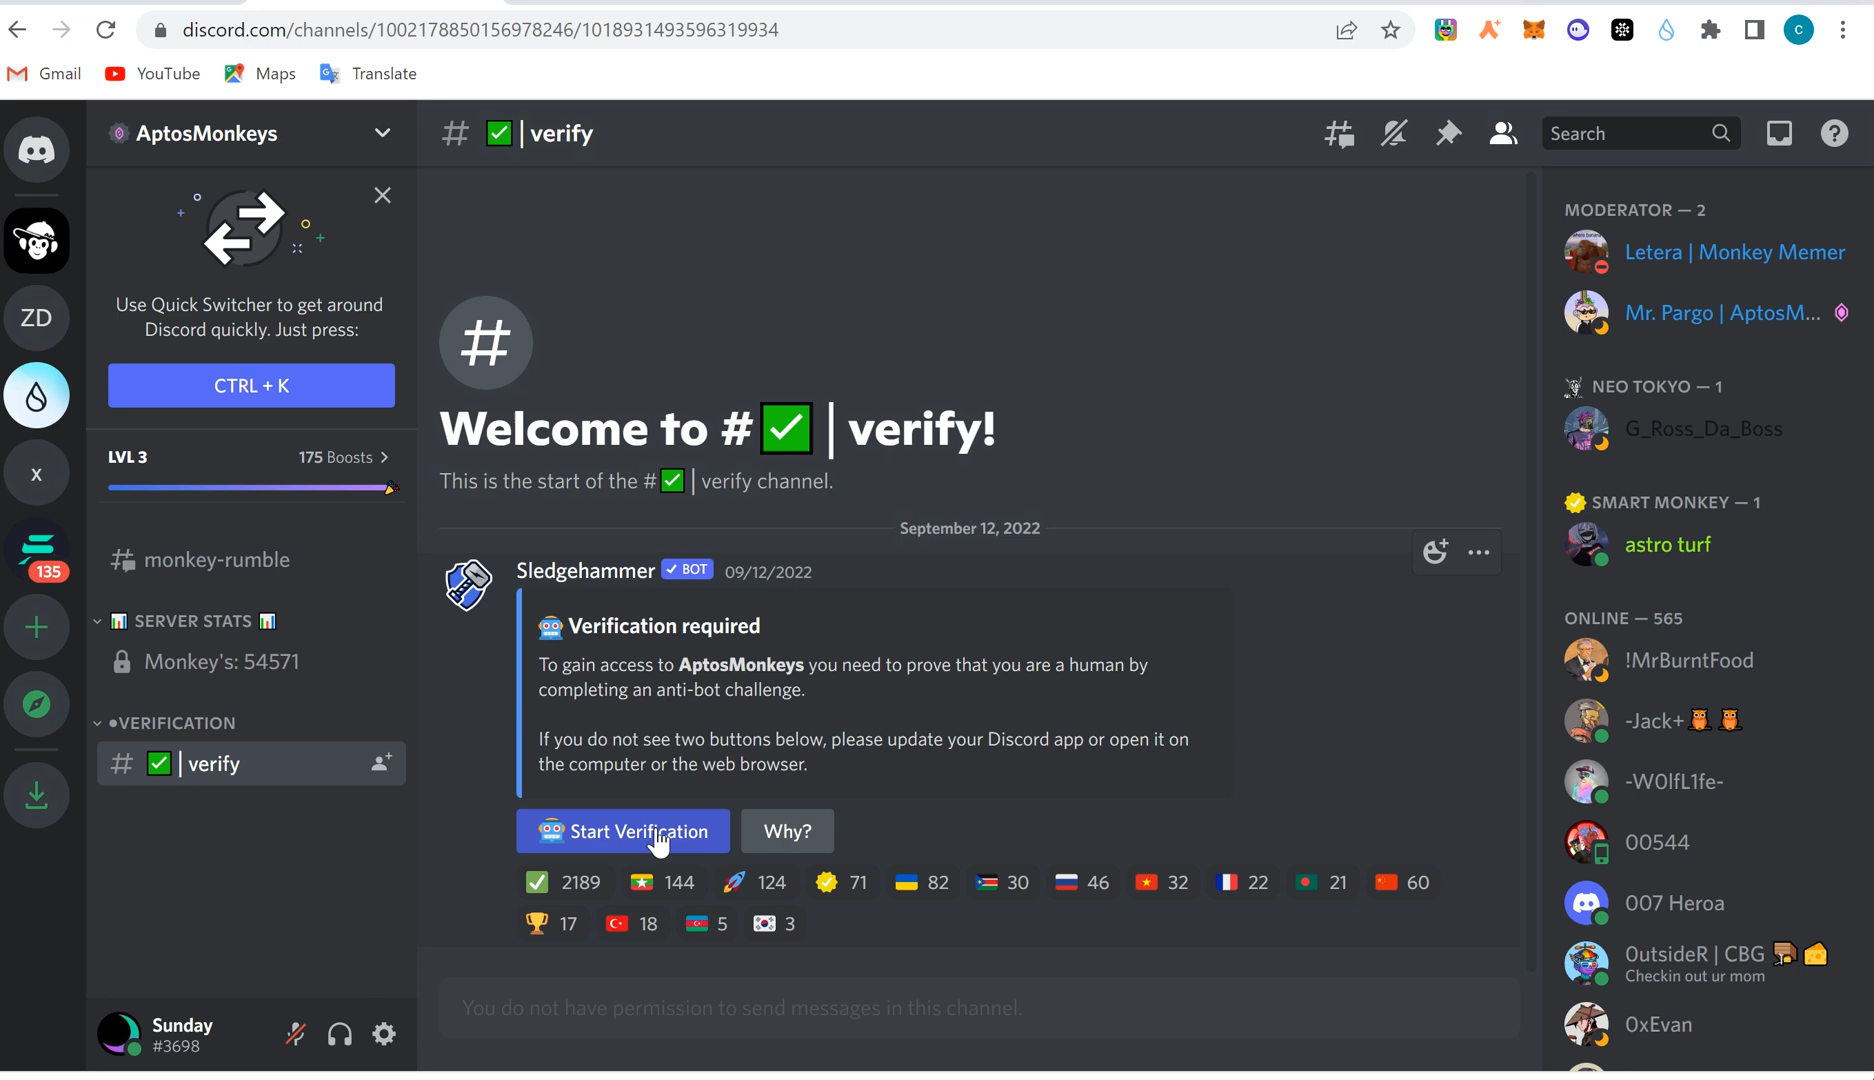 discord.com/channels/1002178850156978246/1018931493596319934
C
Gmail
YouTube
Maps
Translate
AptosMonkeys
# ✅ | verify
Search
Use Quick Switcher to get around
Discord quickly. Just press:
CTRL + K
LVL 3
175 Boosts
monkey-rumble
📊 SERVER STATS 📊
Monkey's: 54571
●VERIFICATION
# ✅ | verify
ZD
X
135
Sunday
#3698
#
Welcome to #✅ | verify!
This is the start of the #✅ | verify channel.
September 12, 2022
Sledgehammer ✓ BOT 09/12/2022
🤖 Verification required
To gain access to AptosMonkeys you need to prove that you are a human by
completing an anti-bot challenge.
If you do not see two buttons below, please update your Discord app or open it on
the computer or the web browser.
🤖 Start Verification
Why?
✅ 2189 🇲🇲 144 🚀 124 71 🇺🇦 82 🇸🇸 30 🇷🇺 46 🇻🇳 32 🇫🇷 22 🇧🇩 21 🇨🇳 60
🏆 17 🇹🇷 18 🇦🇿 5 🇰🇷 3
You do not have permission to send messages in this channel.
MODERATOR — 2
Letera | Monkey Memer
Mr. Pargo | AptosM...
NEO TOKYO — 1
G_Ross_Da_Boss
SMART MONKEY — 1
astro turf
ONLINE — 565
!MrBurntFood
-Jack+🦉🦉
-W0lfL1fe-
00544
007 Heroa
0utsideR | CBG 🧀
Checkin out ur mom
0xEvan